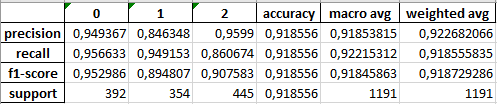 0 1 2 accuracy macro avg weighted avg
precision 0,949367 0,846348 0,9599 0,918556 0,91853815 0,922682066
recall 0,956633 0,949153 0,860674 0,918556 0,92215312 0,918555835
f1-score 0,952986 0,894807 0,907583 0,918556 0,91845863 0,918729286
support 392 354 445 0,918556 1191 1191